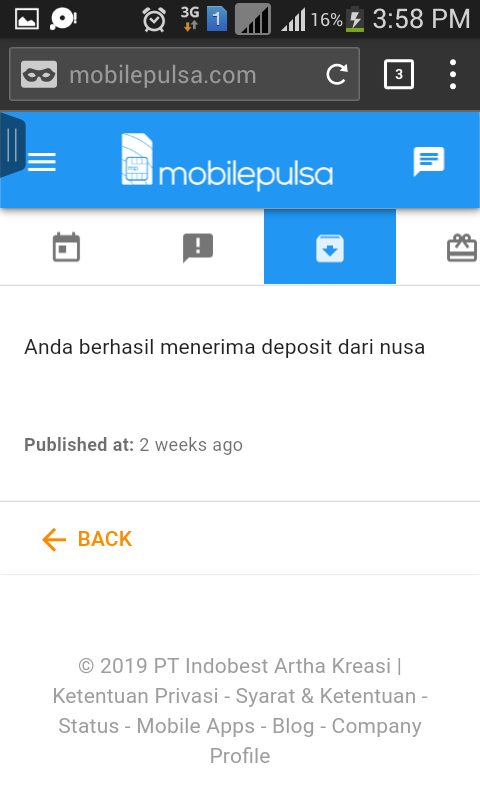 3G 1 16% 3:58 PM
mobilepulsa.com 3
mp mobilepulsa
Anda berhasil menerima deposit dari nusa
Published at: 2 weeks ago
BACK
© 2019 PT Indobest Artha Kreasi |
Ketentuan Privasi - Syarat & Ketentuan -
Status - Mobile Apps - Blog - Company
Profile